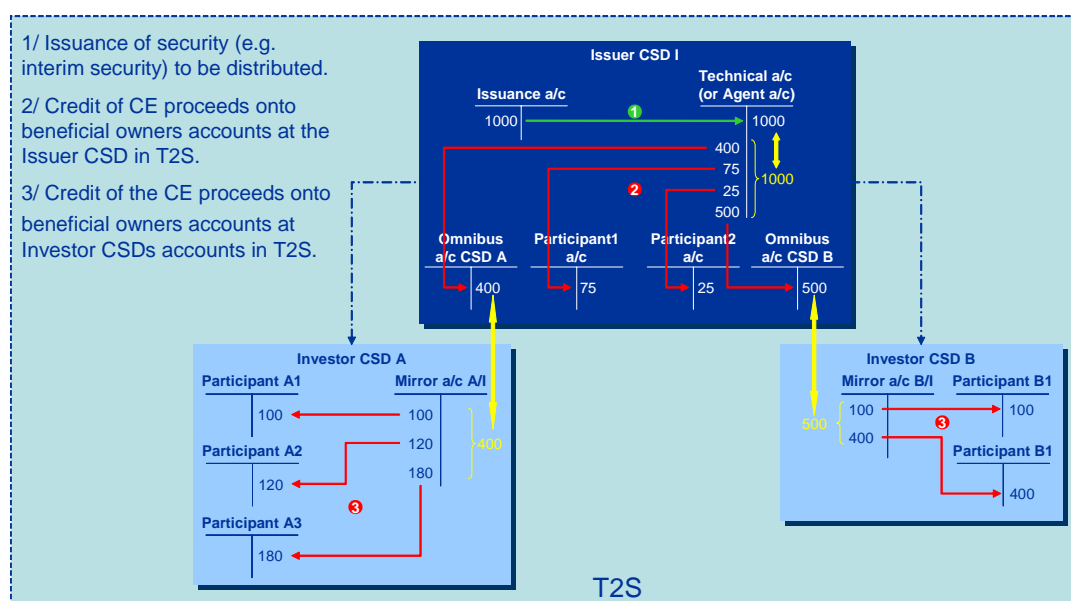 1/ Issuance of security (e.g.
interim security) to be distributed.
2/ Credit of CE proceeds onto
beneficial owners accounts at the
Issuer CSD in T2S.
3/ Credit of the CE proceeds onto
beneficial owners accounts at
Investor CSDs accounts in T2S.
Issuer CSD I
Issuance a/c
Technical a/c
(or Agent a/c)
1000
1
1000
400
75
2
1000
25
500
Omnibus
a/c CSD A
Participant1
a/c
Participant2
a/c
Omnibus
a/c CSD B
400
75
25
500
Investor CSD A
Participant A1
Mirror a/c A/I
100
100
120
400
Participant A2
120
180
3
Participant A3
180
Investor CSD B
Mirror a/c B/I
Participant B1
100
100
500
3
400
Participant B1
400
T2S